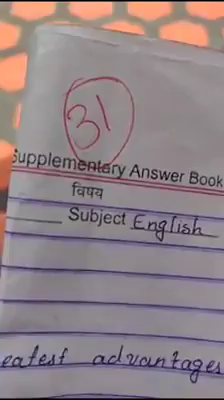 31
Supplementary Answer Book
विषय
Subject English
eatest advantages